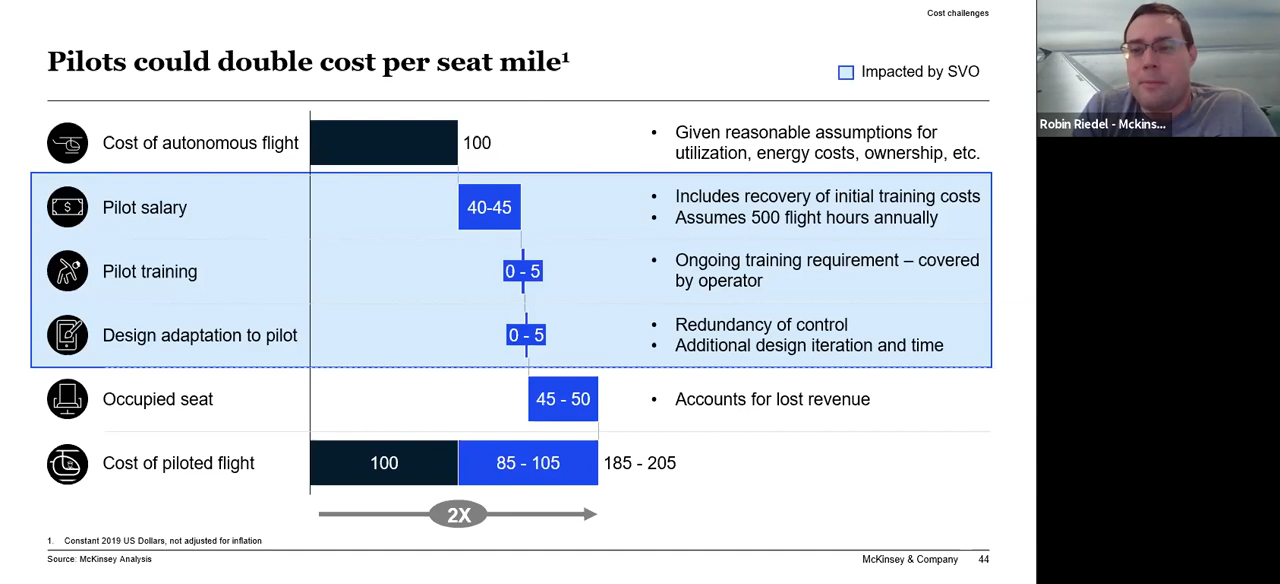 Cost challenges
Pilots could double cost per seat mile¹
Impacted by SVO
Cost of autonomous flight
100
• Given reasonable assumptions for
utilization, energy costs, ownership, etc.
Pilot salary
40-45
• Includes recovery of initial training costs
• Assumes 500 flight hours annually
Pilot training
0 - 5
• Ongoing training requirement – covered
by operator
Design adaptation to pilot
0 - 5
• Redundancy of control
• Additional design iteration and time
Occupied seat
45 - 50
• Accounts for lost revenue
Cost of piloted flight
100
85 - 105
185 - 205
2X
1. Constant 2019 US Dollars, not adjusted for inflation
Source: McKinsey Analysis
McKinsey & Company 44
Robin Riedel - Mckins...
$